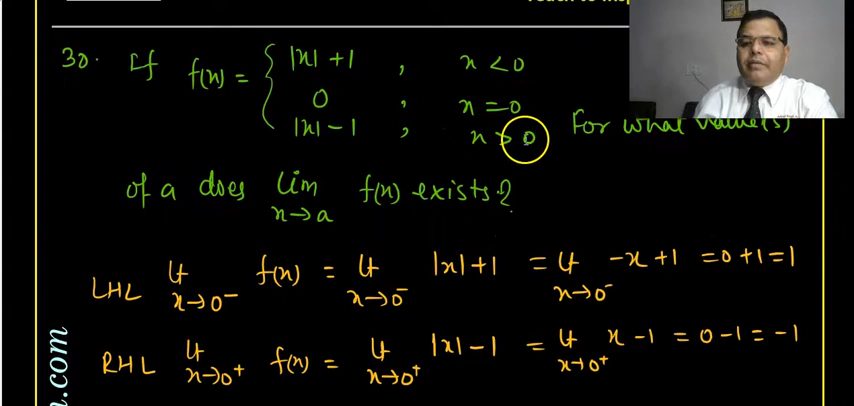 30. If f(x) = { |x| + 1 , x < 0
0 , x = 0
|x| - 1 , x > 0 For what value(s)
of a does lim x→a f(x) exists?
LHL Lt x→0⁻ f(x) = Lt x→0⁻ |x| + 1 = Lt x→0⁻ -x + 1 = 0 + 1 = 1
RHL Lt x→0⁺ f(x) = Lt x→0⁺ |x| - 1 = Lt x→0⁺ x - 1 = 0 - 1 = -1